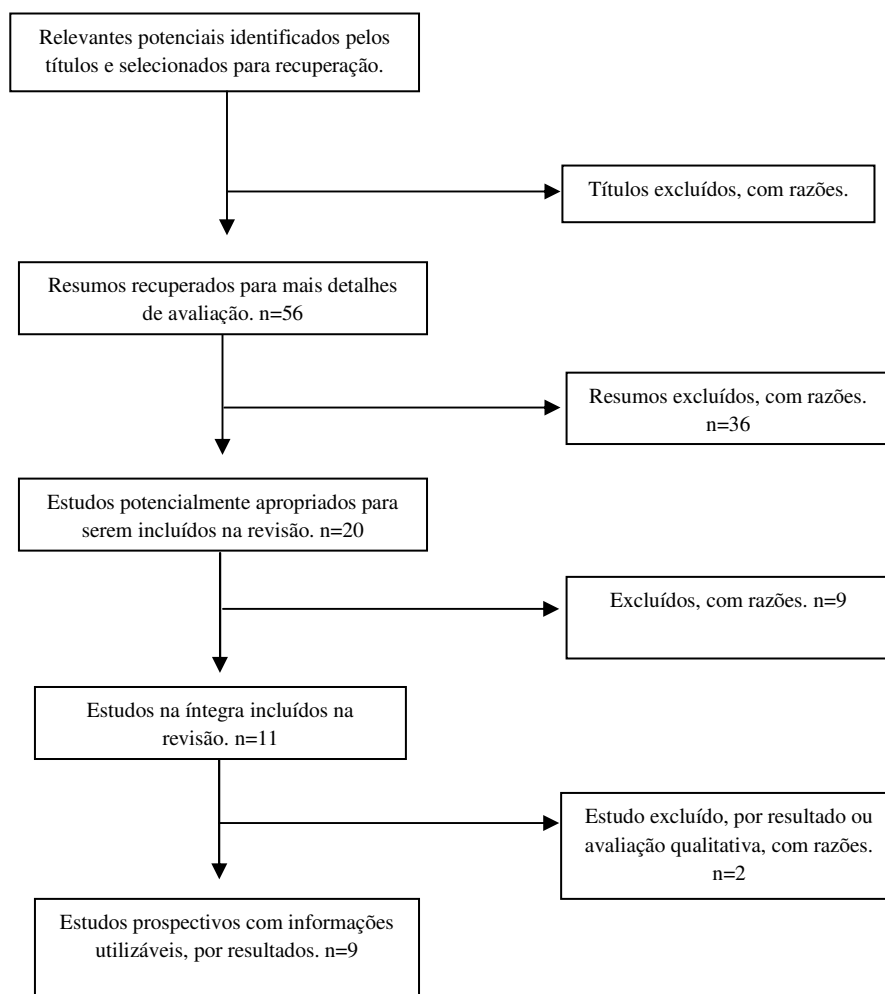 Relevantes potenciais identificados pelos
títulos e selecionados para recuperação.
Títulos excluídos, com razões.
Resumos recuperados para mais detalhes
de avaliação. n=56
Resumos excluídos, com razões.
n=36
Estudos potencialmente apropriados para
serem incluídos na revisão. n=20
Excluídos, com razões. n=9
Estudos na íntegra incluídos na
revisão. n=11
Estudo excluído, por resultado ou
avaliação qualitativa, com razões.
n=2
Estudos prospectivos com informações
utilizáveis, por resultados. n=9